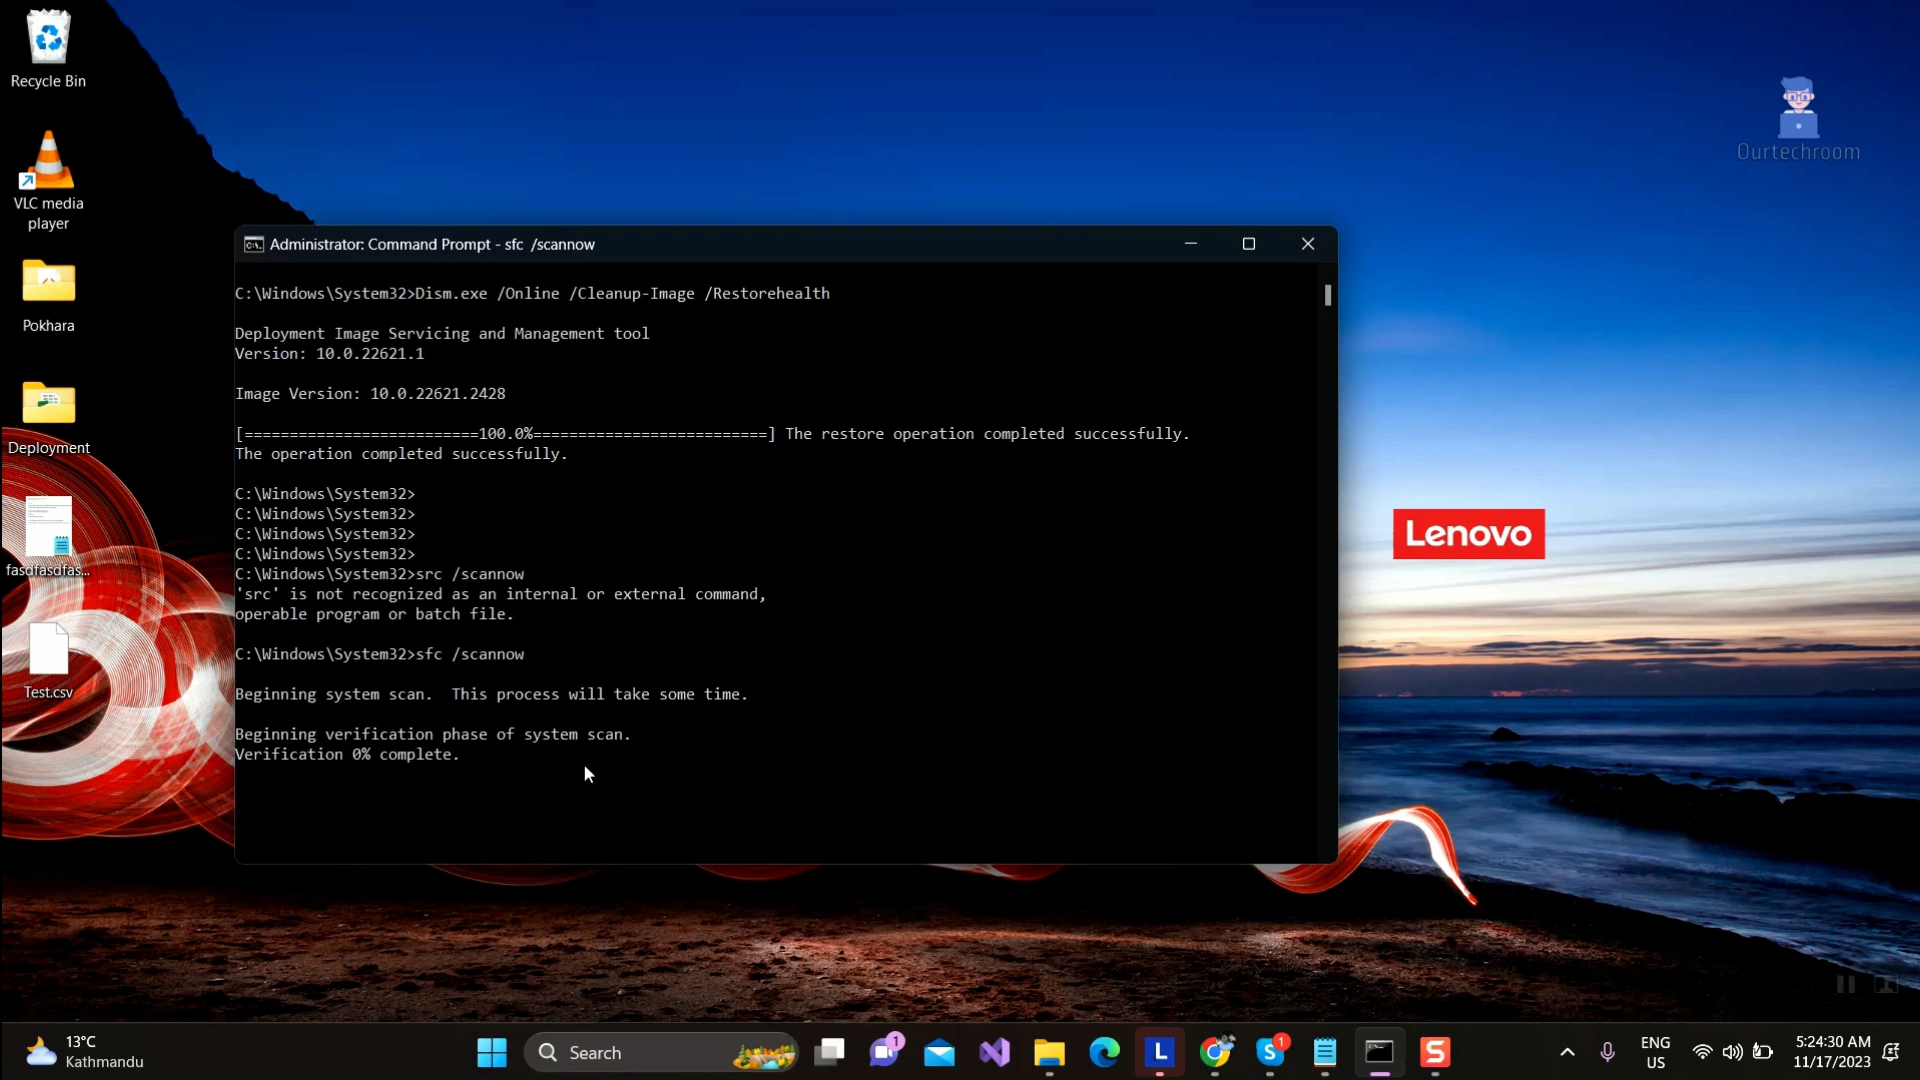 Recycle Bin
VLC media
player
Pokhara
Deployment
fasdfasdfas...
Test.csv
Ourtechroom
Administrator: Command Prompt - sfc  /scannow
C:\Windows\System32>Dism.exe /Online /Cleanup-Image /Restorehealth
Deployment Image Servicing and Management tool
Version: 10.0.22621.1
Image Version: 10.0.22621.2428
[==========================100.0%==========================] The restore operation completed successfully.
The operation completed successfully.
C:\Windows\System32>
C:\Windows\System32>
C:\Windows\System32>
C:\Windows\System32>
C:\Windows\System32>src /scannow
'src' is not recognized as an internal or external command,
operable program or batch file.
C:\Windows\System32>sfc /scannow
Beginning system scan.  This process will take some time.
Beginning verification phase of system scan.
Verification 0% complete.
Lenovo
13°C
Kathmandu
Search
1
L
S
1
S
ENG
US
5:24:30 AM
11/17/2023